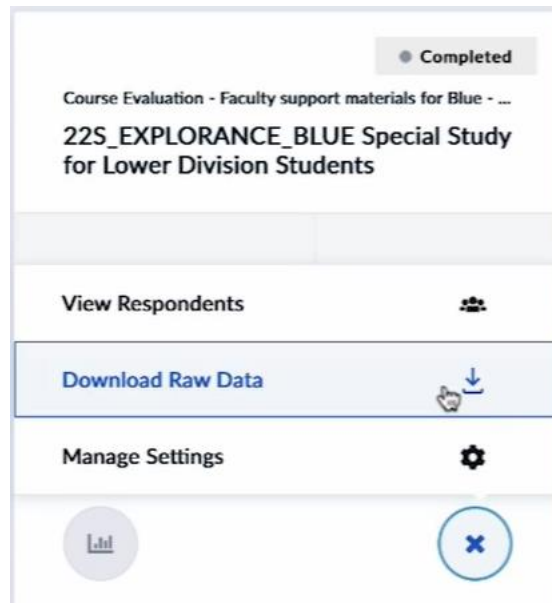 Completed
Course Evaluation - Faculty support materials for Blue - ...
22S_EXPLORANCE_BLUE Special Study
for Lower Division Students
View Respondents
Download Raw Data
Manage Settings